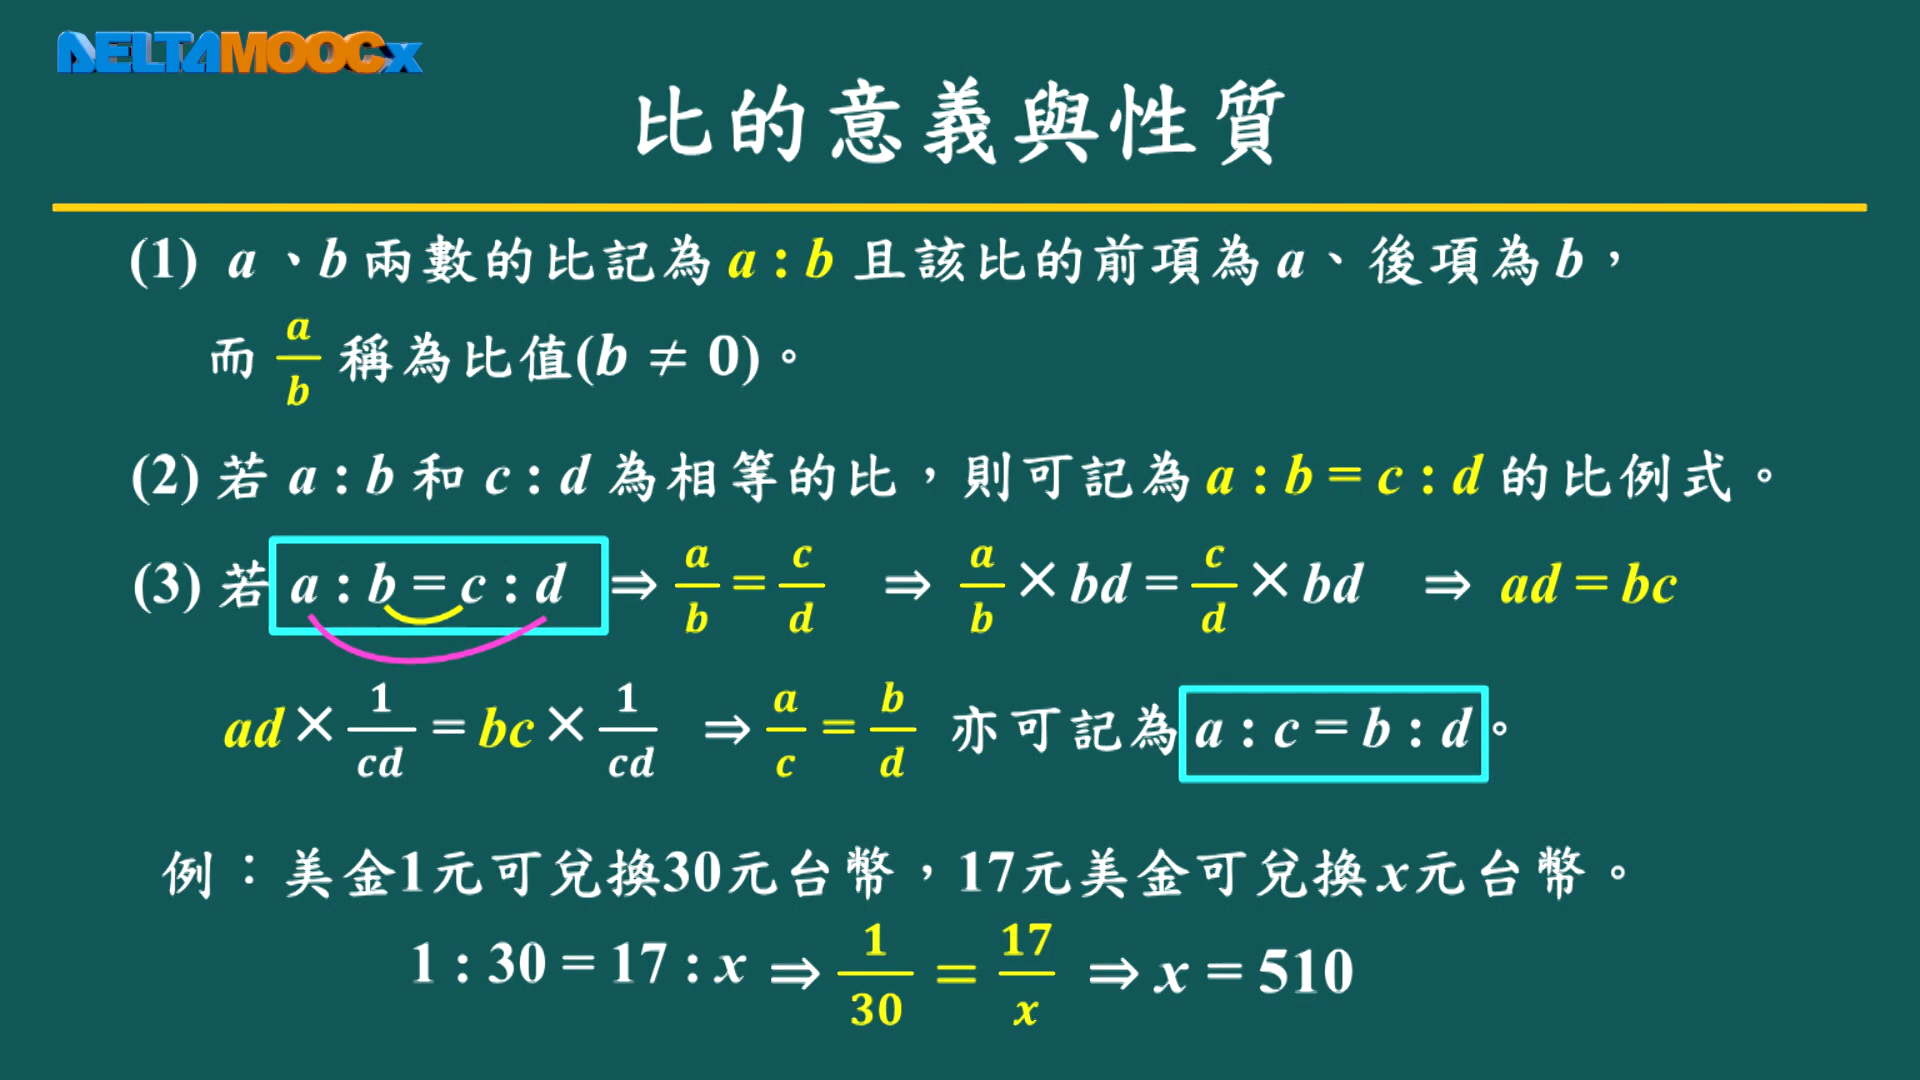 DELTAMOOCx
比的意義與性質
(1) a、b 兩數的比記為 a : b 且該比的前項為 a、後項為 b，
而 a/b 稱為比值(b ≠ 0)。
(2) 若 a : b 和 c : d 為相等的比，則可記為 a : b = c : d 的比例式。
(3) 若 a : b = c : d ⇒ a/b = c/d ⇒ a/b × bd = c/d × bd ⇒ ad = bc
ad × 1/cd = bc × 1/cd ⇒ a/c = b/d 亦可記為 a : c = b : d。
例：美金1元可兌換30元台幣，17元美金可兌換 x元台幣。
1 : 30 = 17 : x ⇒ 1/30 = 17/x ⇒ x = 510